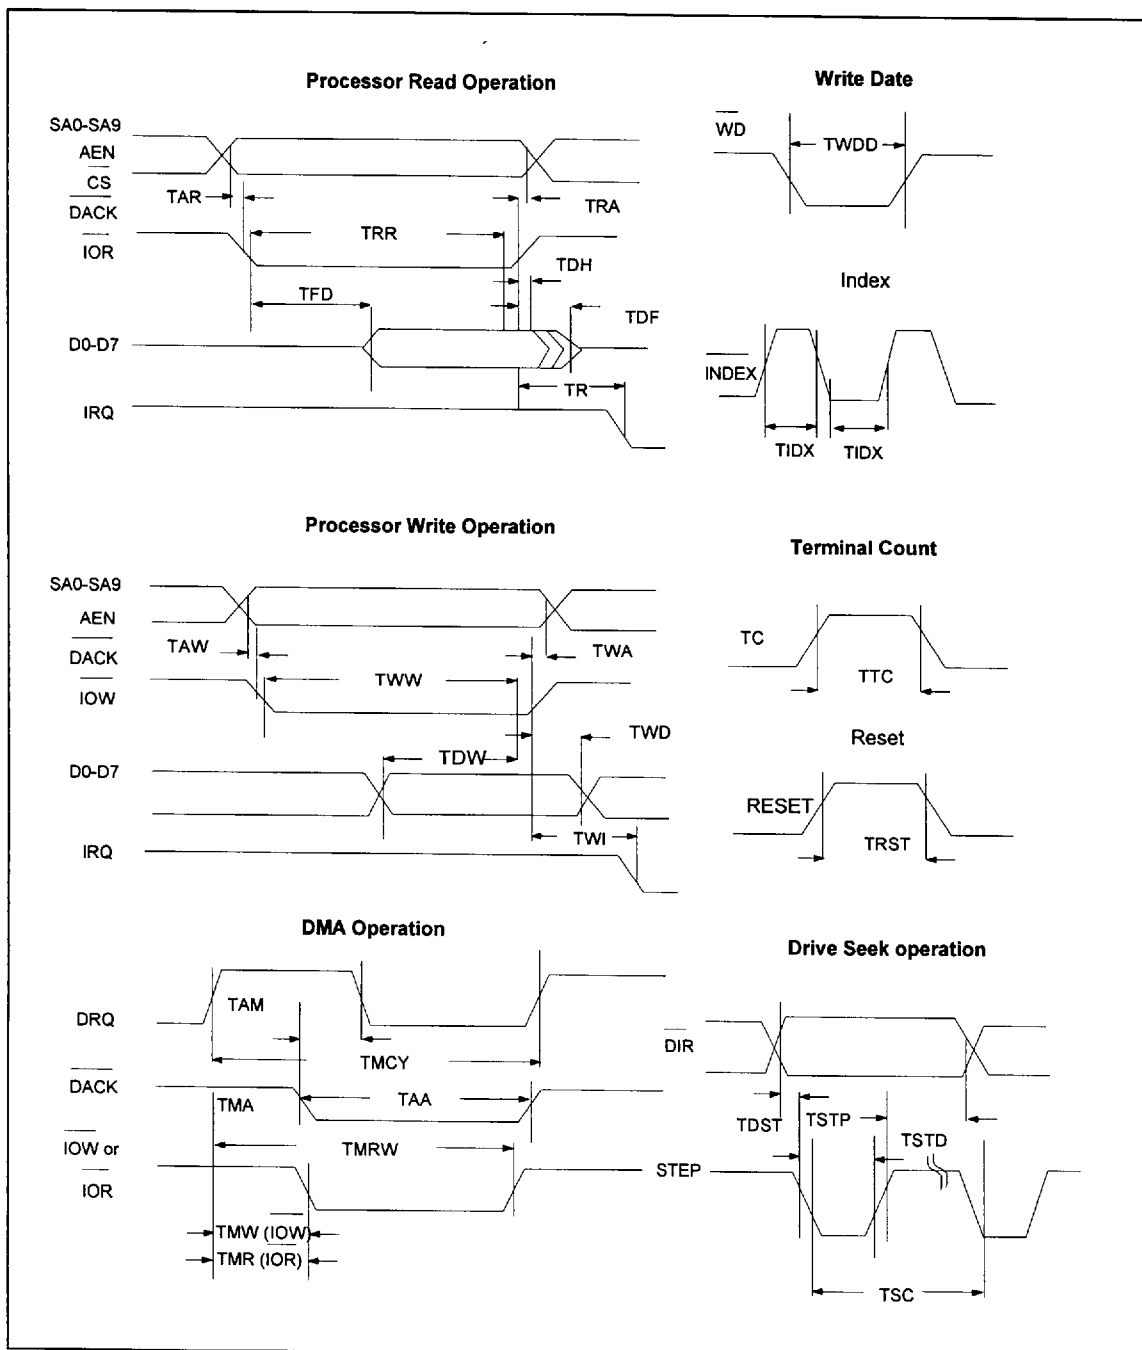 Processor Read Operation
SA0-SA9
AEN
CS
DACK
IOR
TAR
TRA
TRR
TDH
TFD
TDF
D0-D7
TR
IRQ
Write Date
WD
TWDD
Index
INDEX
TIDX
TIDX
Processor Write Operation
SA0-SA9
AEN
DACK
TAW
TWA
IOW
TWW
TWD
TDW
D0-D7
TWI
IRQ
Terminal Count
TC
TTC
Reset
RESET
TRST
DMA Operation
TAM
DRQ
TMCY
DACK
TMA
TAA
IOW or
IOR
TMRW
TMW (IOW)
TMR (IOR)
Drive Seek operation
DIR
TDST
TSTP
TSTD
STEP
TSC